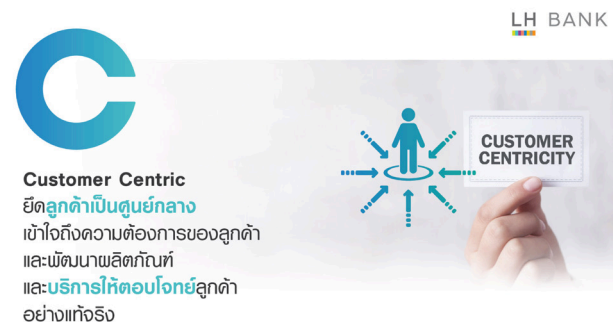 LH BANK
C
CUSTOMER
CENTRICITY
Customer Centric
ยึดลูกค้าเป็นศูนย์กลาง
เข้าใจถึงความต้องการของลูกค้า
และพัฒนาผลิตภัณฑ์
และบริการให้ตอบโจทย์ลูกค้า
อย่างแท้จริง